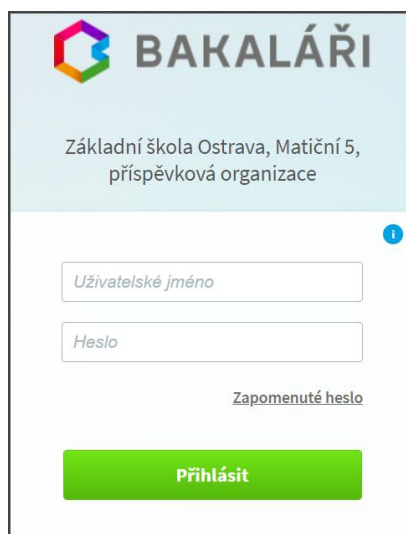 BAKALÁŘI
Základní škola Ostrava, Matiční 5,
příspěvková organizace
i
Uživatelské jméno
Heslo
Zapomenuté heslo
Přihlásit